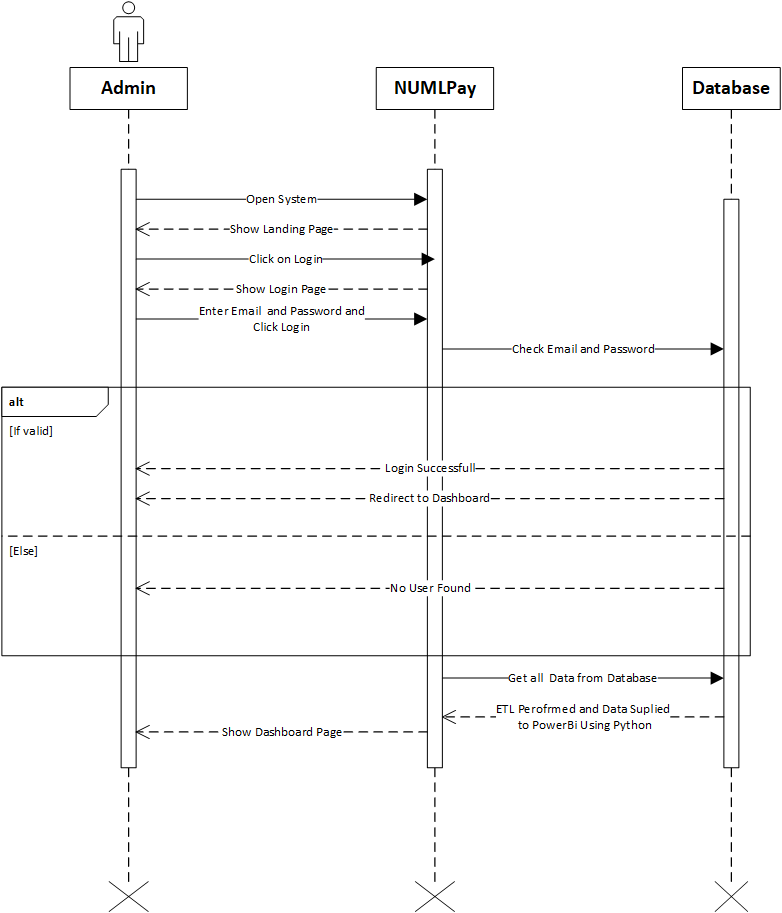 Admin
NUMLPay
Database
Open System
Show Landing Page
Click on Login
Show Login Page
Enter Email and Password and
Click Login
Check Email and Password
alt
[If valid]
Login Successfull
Redirect to Dashboard
[Else]
No User Found
Get all Data from Database
ETL Perofrmed and Data Suplied
to PowerBi Using Python
Show Dashboard Page